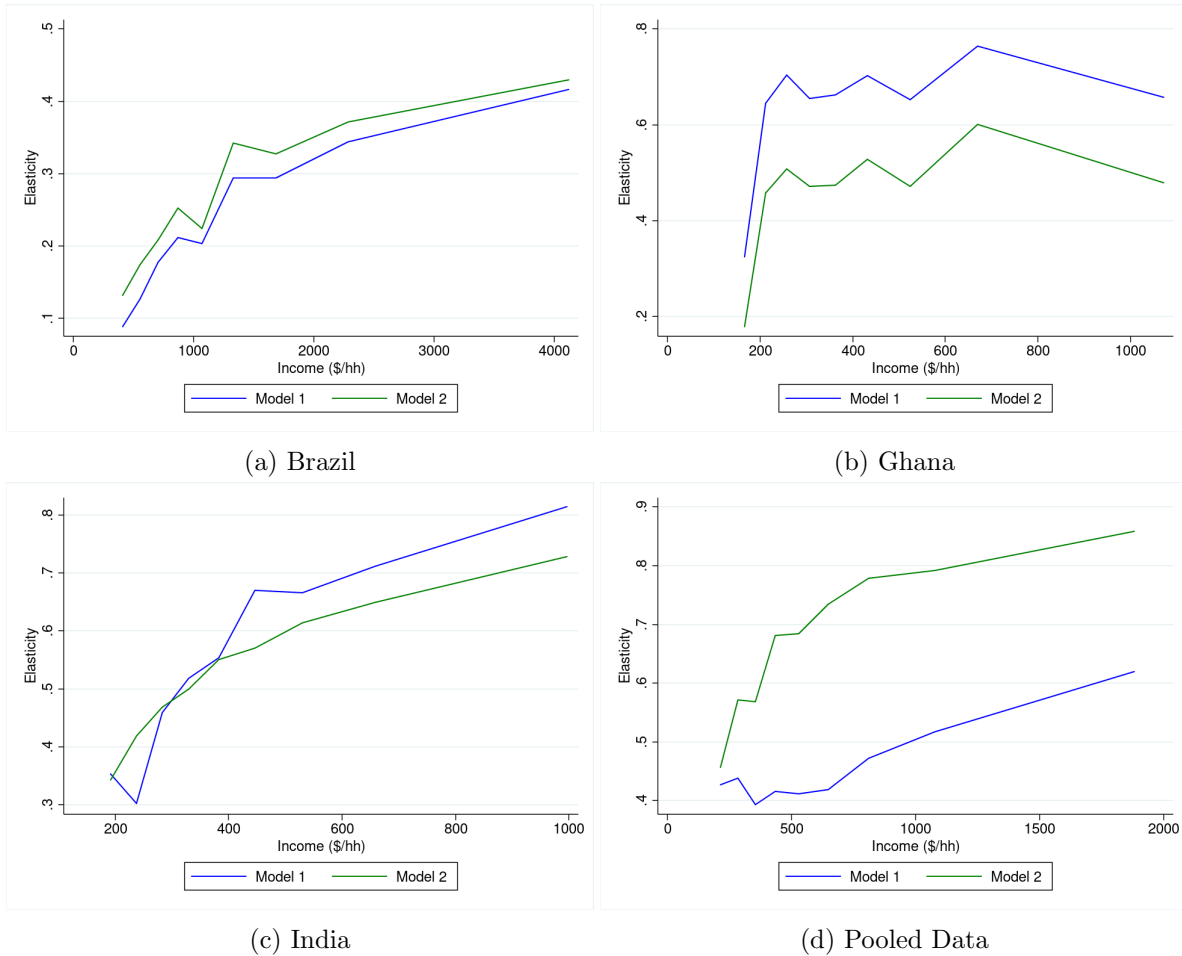 .5
.4
.3
.2
.1
Elasticity
0 1000 2000 3000 4000
Income ($/hh)
Model 1 Model 2
(a) Brazil
.8
.6
.4
.2
Elasticity
0 200 400 600 800 1000
Income ($/hh)
Model 1 Model 2
(b) Ghana
.8
.7
.6
.5
.4
.3
Elasticity
200 400 600 800 1000
Income ($/hh)
Model 1 Model 2
(c) India
.9
.8
.7
.6
.5
.4
Elasticity
0 500 1000 1500 2000
Income ($/hh)
Model 1 Model 2
(d) Pooled Data